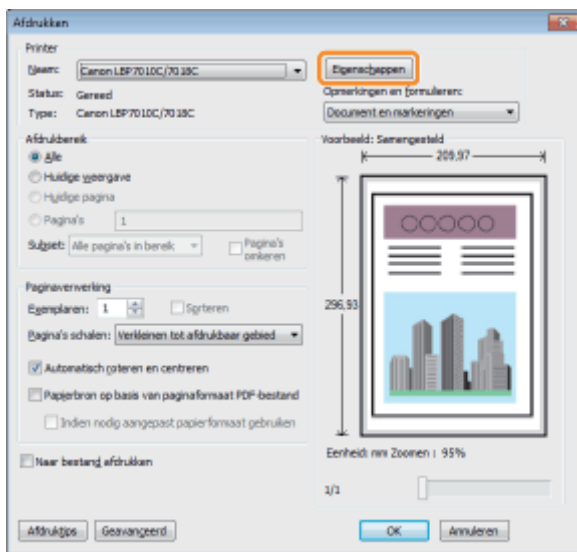 Afdrukken
Printer
Naam: Canon LBP7010C/7018C
Eigenschappen
Status: Gereed
Opmerkingen en formulieren:
Type: Canon LBP7010C/7018C
Document en markeringen
Afdrukbereik
Voorbeeld: Samengesteld
Alle
209,97
Huidige weergave
Huidige pagina
Pagina's 1
Subset: Alle pagina's in bereik
Pagina's
omkeren
Paginaverwerking
Exemplaren: 1 Sorteren
296,93
Pagina's schalen: Verkleinen tot afdrukbaar gebied
Automatisch roteren en centreren
Papierbron op basis van paginaformaat PDF-bestand
Indien nodig aangepast papierformaat gebruiken
Eenheid: mm Zoomen : 95%
Naar bestand afdrukken
1/1
Afdruktips Geavanceerd OK Annuleren